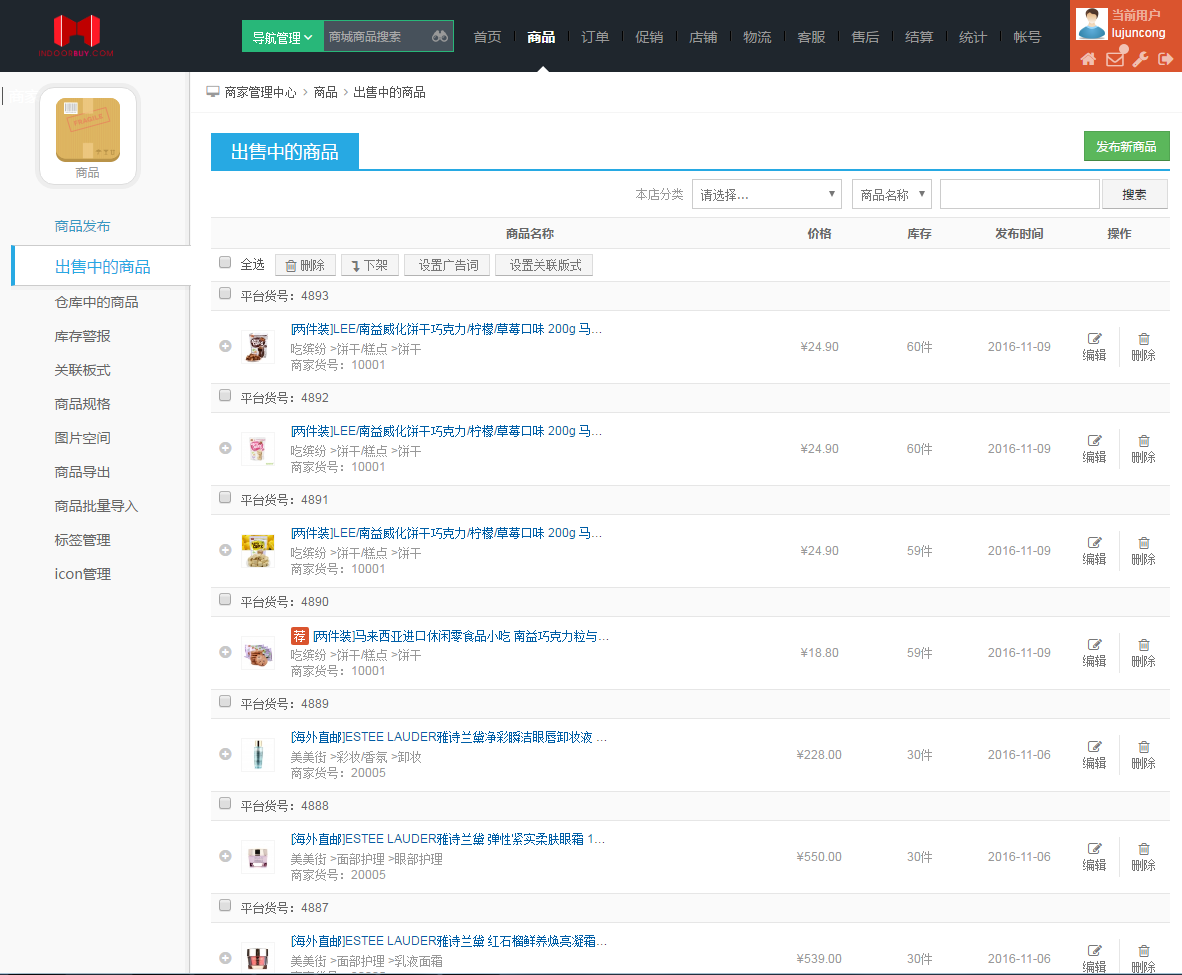 INDOORBUY.COM
导航管理 商城商品搜索 首页 商品 订单 促销 店铺 物流 客服 售后 结算 统计 帐号
当前用户
lujuncong
商家管理中心 > 商品 > 出售中的商品
FRAGILE
商品
商品发布
出售中的商品
仓库中的商品
库存警报
关联板式
商品规格
图片空间
商品导出
商品批量导入
标签管理
icon管理
出售中的商品 发布新商品
本店分类 请选择... 商品名称 搜索
商品名称 价格 库存 发布时间 操作
全选 删除 下架 设置广告词 设置关联版式
平台货号：4893
[两件装]LEE/南益威化饼干巧克力/柠檬/草莓口味 200g 马...
吃缤纷 >饼干/糕点 >饼干
商家货号：10001
¥24.90 60件 2016-11-09 编辑 删除
平台货号：4892
[两件装]LEE/南益威化饼干巧克力/柠檬/草莓口味 200g 马...
吃缤纷 >饼干/糕点 >饼干
商家货号：10001
¥24.90 60件 2016-11-09 编辑 删除
平台货号：4891
[两件装]LEE/南益威化饼干巧克力/柠檬/草莓口味 200g 马...
吃缤纷 >饼干/糕点 >饼干
商家货号：10001
¥24.90 59件 2016-11-09 编辑 删除
平台货号：4890
荐 [两件装]马来西亚进口休闲零食品小吃 南益巧克力粒与...
吃缤纷 >饼干/糕点 >饼干
商家货号：10001
¥18.80 59件 2016-11-09 编辑 删除
平台货号：4889
[海外直邮]ESTEE LAUDER雅诗兰黛净彩瞬洁眼唇卸妆液 ...
美美街 >彩妆/香氛 >卸妆
商家货号：20005
¥228.00 30件 2016-11-06 编辑 删除
平台货号：4888
[海外直邮]ESTEE LAUDER雅诗兰黛 弹性紧实柔肤眼霜 1...
美美街 >面部护理 >眼部护理
商家货号：20005
¥550.00 30件 2016-11-06 编辑 删除
平台货号：4887
[海外直邮]ESTEE LAUDER雅诗兰黛 红石榴鲜养焕亮凝霜...
美美街 >面部护理 >乳液面霜
¥539.00 30件 2016-11-06 编辑 删除